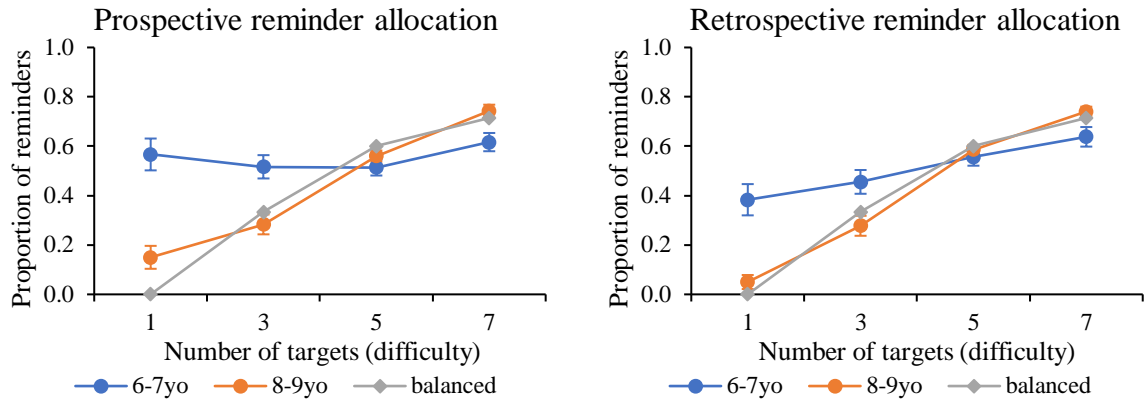 Prospective reminder allocation
Proportion of reminders
1.0
0.8
0.6
0.4
0.2
0.0
1 3 5 7
Number of targets (difficulty)
6-7yo 8-9yo balanced
Retrospective reminder allocation
Proportion of reminders
1.0
0.8
0.6
0.4
0.2
0.0
1 3 5 7
Number of targets (difficulty)
6-7yo 8-9yo balanced